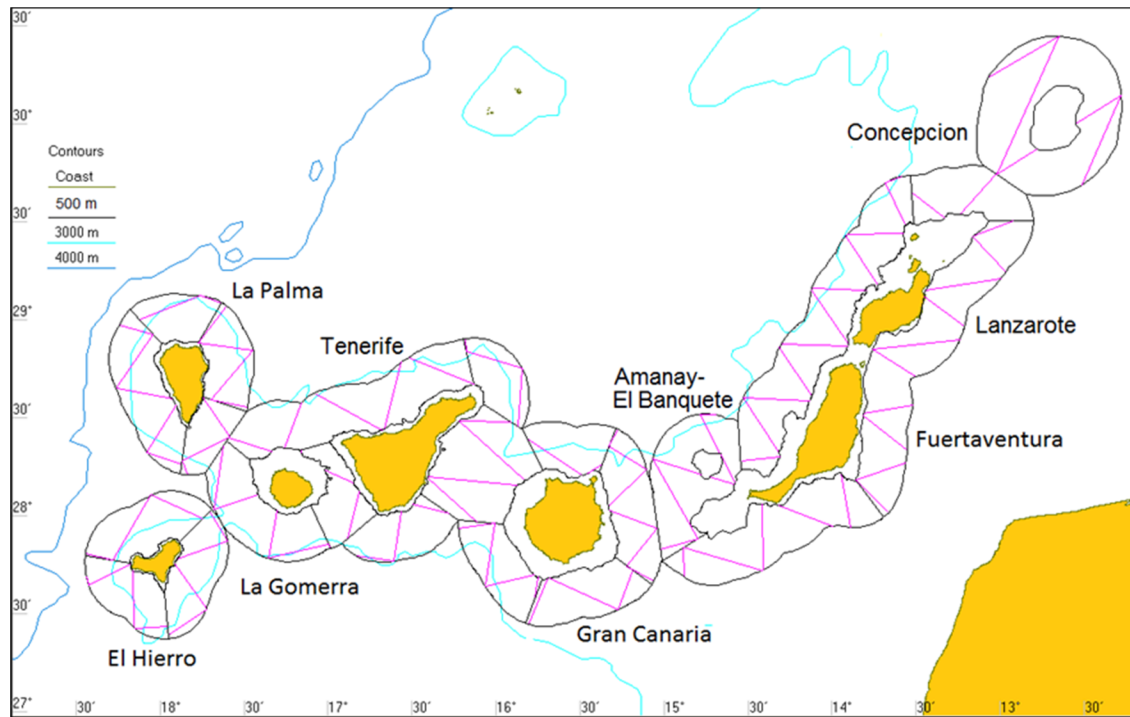 30'
30°
Concepcion
Contours
Coast
500 m
3000 m
4000 m
30'
La Palma
29°
Tenerife
Lanzarote
Amanay-
El Banquete
30'
Fuertaventura
28°
La Gomerra
30'
Gran Canaria
El Hierro
27°
30' 18° 30' 17° 30' 16° 30' 15° 30' 14° 30' 13° 30'